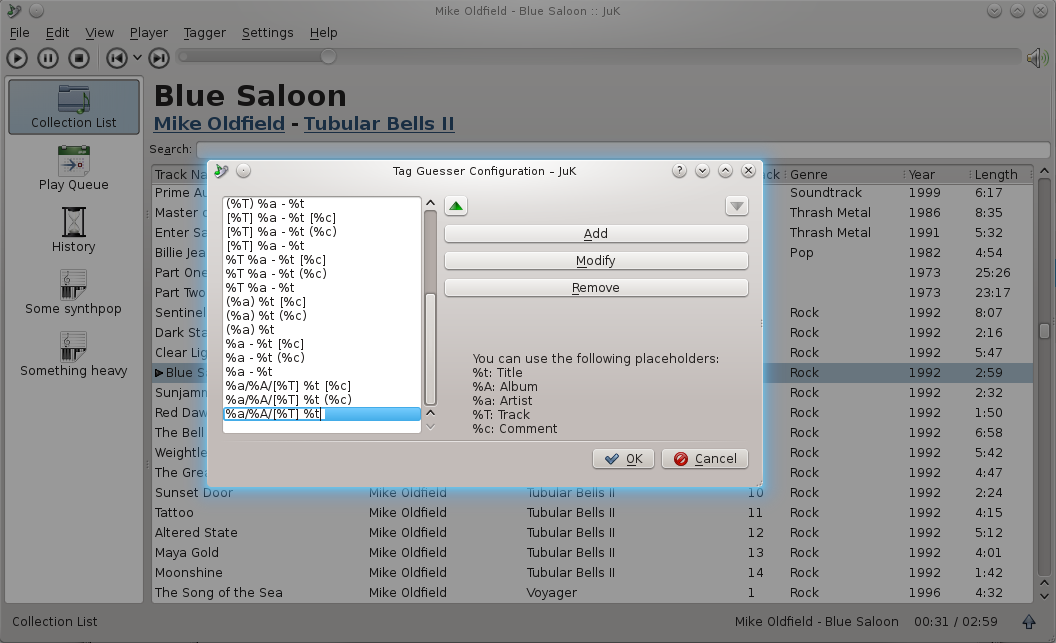 Mike Oldfield - Blue Saloon :: JuK
File Edit View Player Tagger Settings Help
Collection List
Play Queue
History
Some synthpop
Something heavy
Blue Saloon
Mike Oldfield - Tubular Bells II
Search:
Track Na ck Genre Year Length
Prime Au Soundtrack 1999 6:17
Master o Thrash Metal 1986 8:35
Enter Sa Thrash Metal 1991 5:32
Billie Jea Pop 1982 4:54
Part One 1973 25:26
Part Two 1973 23:17
Sentinel Rock 1992 8:07
Dark Sta Rock 1992 2:16
Clear Lig Rock 1992 5:47
Blue S Rock 1992 2:59
Sunjamm Rock 1992 2:32
Red Daw Rock 1992 1:50
The Bell Rock 1992 6:58
Weightle Rock 1992 5:42
The Grea Rock 1992 4:47
Sunset Door Mike Oldfield Tubular Bells II 10 Rock 1992 2:24
Tattoo Mike Oldfield Tubular Bells II 11 Rock 1992 4:15
Altered State Mike Oldfield Tubular Bells II 12 Rock 1992 5:12
Maya Gold Mike Oldfield Tubular Bells II 13 Rock 1992 4:01
Moonshine Mike Oldfield Tubular Bells II 14 Rock 1992 1:42
The Song of the Sea Mike Oldfield Voyager 1 Rock 1996 4:32
Tag Guesser Configuration – JuK
(%T) %a - %t
[%T] %a - %t [%c]
[%T] %a - %t (%c)
[%T] %a - %t
%T %a - %t [%c]
%T %a - %t (%c)
%T %a - %t
(%a) %t [%c]
(%a) %t (%c)
(%a) %t
%a - %t [%c]
%a - %t (%c)
%a - %t
%a/%A/[%T] %t [%c]
%a/%A/[%T] %t (%c)
%a/%A/[%T] %t
Add
Modify
Remove
You can use the following placeholders:
%t: Title
%A: Album
%a: Artist
%T: Track
%c: Comment
OK Cancel
Collection List Mike Oldfield - Blue Saloon 00:31 / 02:59